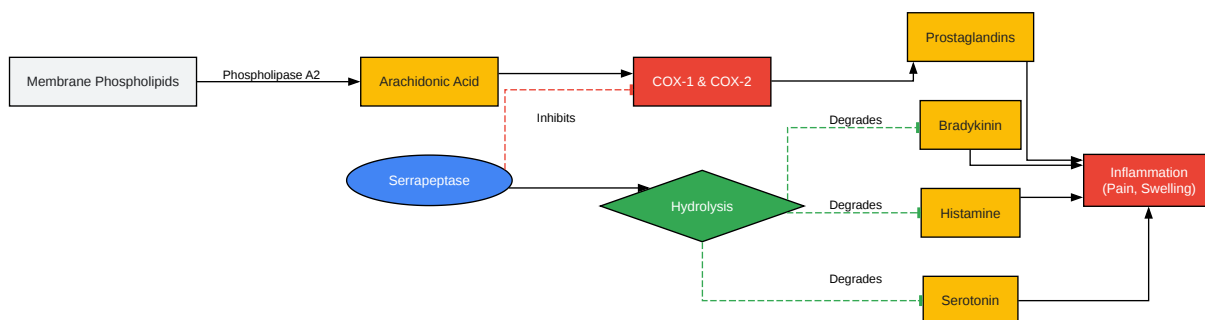 Prostaglandins
Membrane Phospholipids
Phospholipase A2
Arachidonic Acid
COX-1 & COX-2
Inhibits
Degrades
Bradykinin
Serrapeptase
Hydrolysis
Degrades
Histamine
Inflammation
(Pain, Swelling)
Degrades
Serotonin